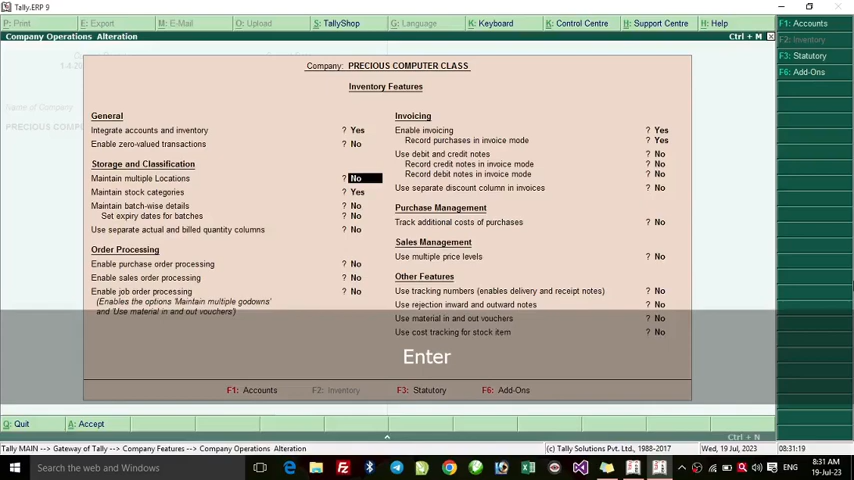 Tally.ERP 9
P: Print E: Export M: E-Mail O: Upload S: TallyShop G: Language K: Keyboard K: Control Centre H: Support Centre H: Help
F1: Accounts
Company Operations Alteration Ctrl + M
F2: Inventory
F3: Statutory
F6: Add-Ons
Company: PRECIOUS COMPUTER CLASS
Inventory Features
Name of Company
PRECIOUS COMPU
General
Integrate accounts and inventory ? Yes
Enable zero-valued transactions ? No
Storage and Classification
Maintain multiple Locations ? No
Maintain stock categories ? Yes
Maintain batch-wise details ? No
Set expiry dates for batches ? No
Use separate actual and billed quantity columns ? No
Order Processing
Enable purchase order processing ? No
Enable sales order processing ? No
Enable job order processing ? No
(Enables the options 'Maintain multiple godowns'
and 'Use material in and out vouchers')
Invoicing
Enable invoicing ? Yes
Record purchases in invoice mode ? Yes
Use debit and credit notes ? No
Record credit notes in invoice mode ? No
Record debit notes in invoice mode ? No
Use separate discount column in invoices ? No
Purchase Management
Track additional costs of purchases ? No
Sales Management
Use multiple price levels ? No
Other Features
Use tracking numbers (enables delivery and receipt notes) ? No
Use rejection inward and outward notes ? No
Use material in and out vouchers ? No
Use cost tracking for stock item ? No
Enter
F1: Accounts F2: Inventory F3: Statutory F6: Add-Ons
Q: Quit A: Accept
Ctrl + N
Tally MAIN --> Gateway of Tally --> Company Features --> Company Operations Alteration (c) Tally Solutions Pvt. Ltd., 1988-2017 Wed, 19 Jul, 2023 08:31:19
Search the web and Windows ENG 8:31 AM
19-Jul-23